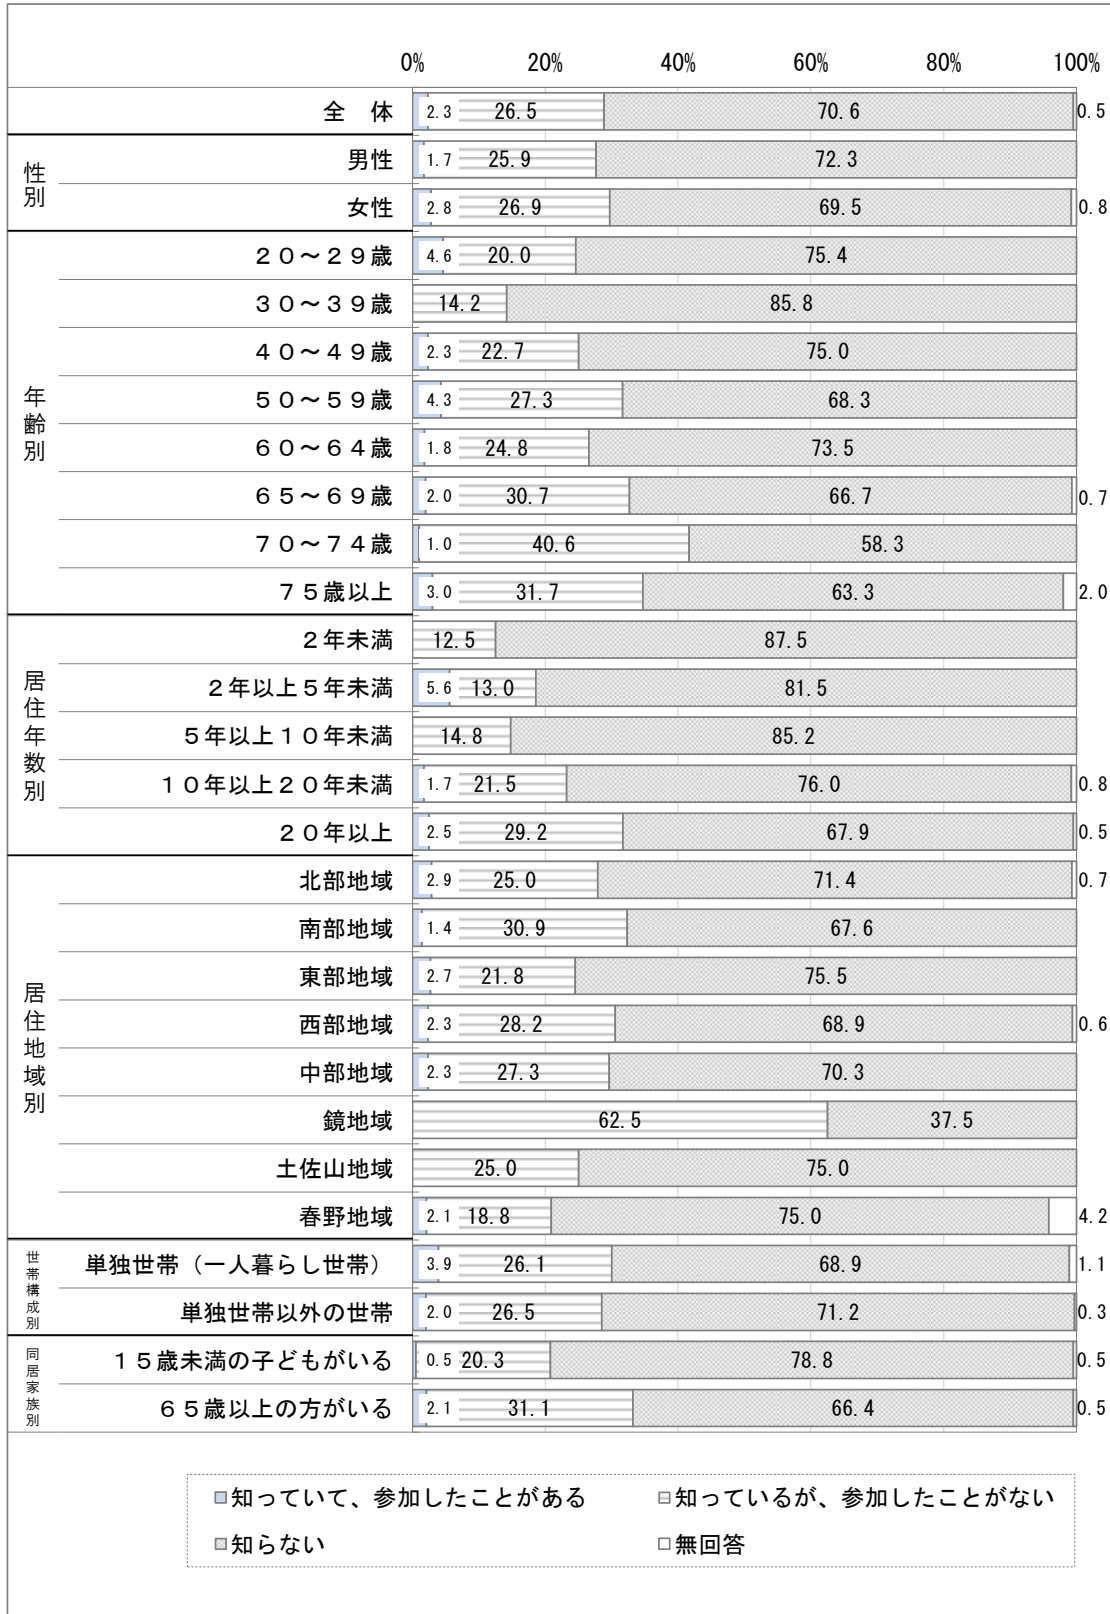 0% 20% 40% 60% 80% 100%
全 体 2.3 26.5 70.6 0.5
性別
男性 1.7 25.9 72.3
女性 2.8 26.9 69.5 0.8
年齢別
２０～２９歳 4.6 20.0 75.4
３０～３９歳 14.2 85.8
４０～４９歳 2.3 22.7 75.0
５０～５９歳 4.3 27.3 68.3
６０～６４歳 1.8 24.8 73.5
６５～６９歳 2.0 30.7 66.7 0.7
７０～７４歳 1.0 40.6 58.3
７５歳以上 3.0 31.7 63.3 2.0
居住年数別
２年未満 12.5 87.5
２年以上５年未満 5.6 13.0 81.5
５年以上１０年未満 14.8 85.2
１０年以上２０年未満 1.7 21.5 76.0 0.8
２０年以上 2.5 29.2 67.9 0.5
居住地域別
北部地域 2.9 25.0 71.4 0.7
南部地域 1.4 30.9 67.6
東部地域 2.7 21.8 75.5
西部地域 2.3 28.2 68.9 0.6
中部地域 2.3 27.3 70.3
鏡地域 62.5 37.5
土佐山地域 25.0 75.0
春野地域 2.1 18.8 75.0 4.2
世帯構成別
単独世帯（一人暮らし世帯） 3.9 26.1 68.9 1.1
単独世帯以外の世帯 2.0 26.5 71.2 0.3
同居家族別
１５歳未満の子どもがいる 0.5 20.3 78.8 0.5
６５歳以上の方がいる 2.1 31.1 66.4 0.5
知っていて、参加したことがある 知っているが、参加したことがない
知らない 無回答